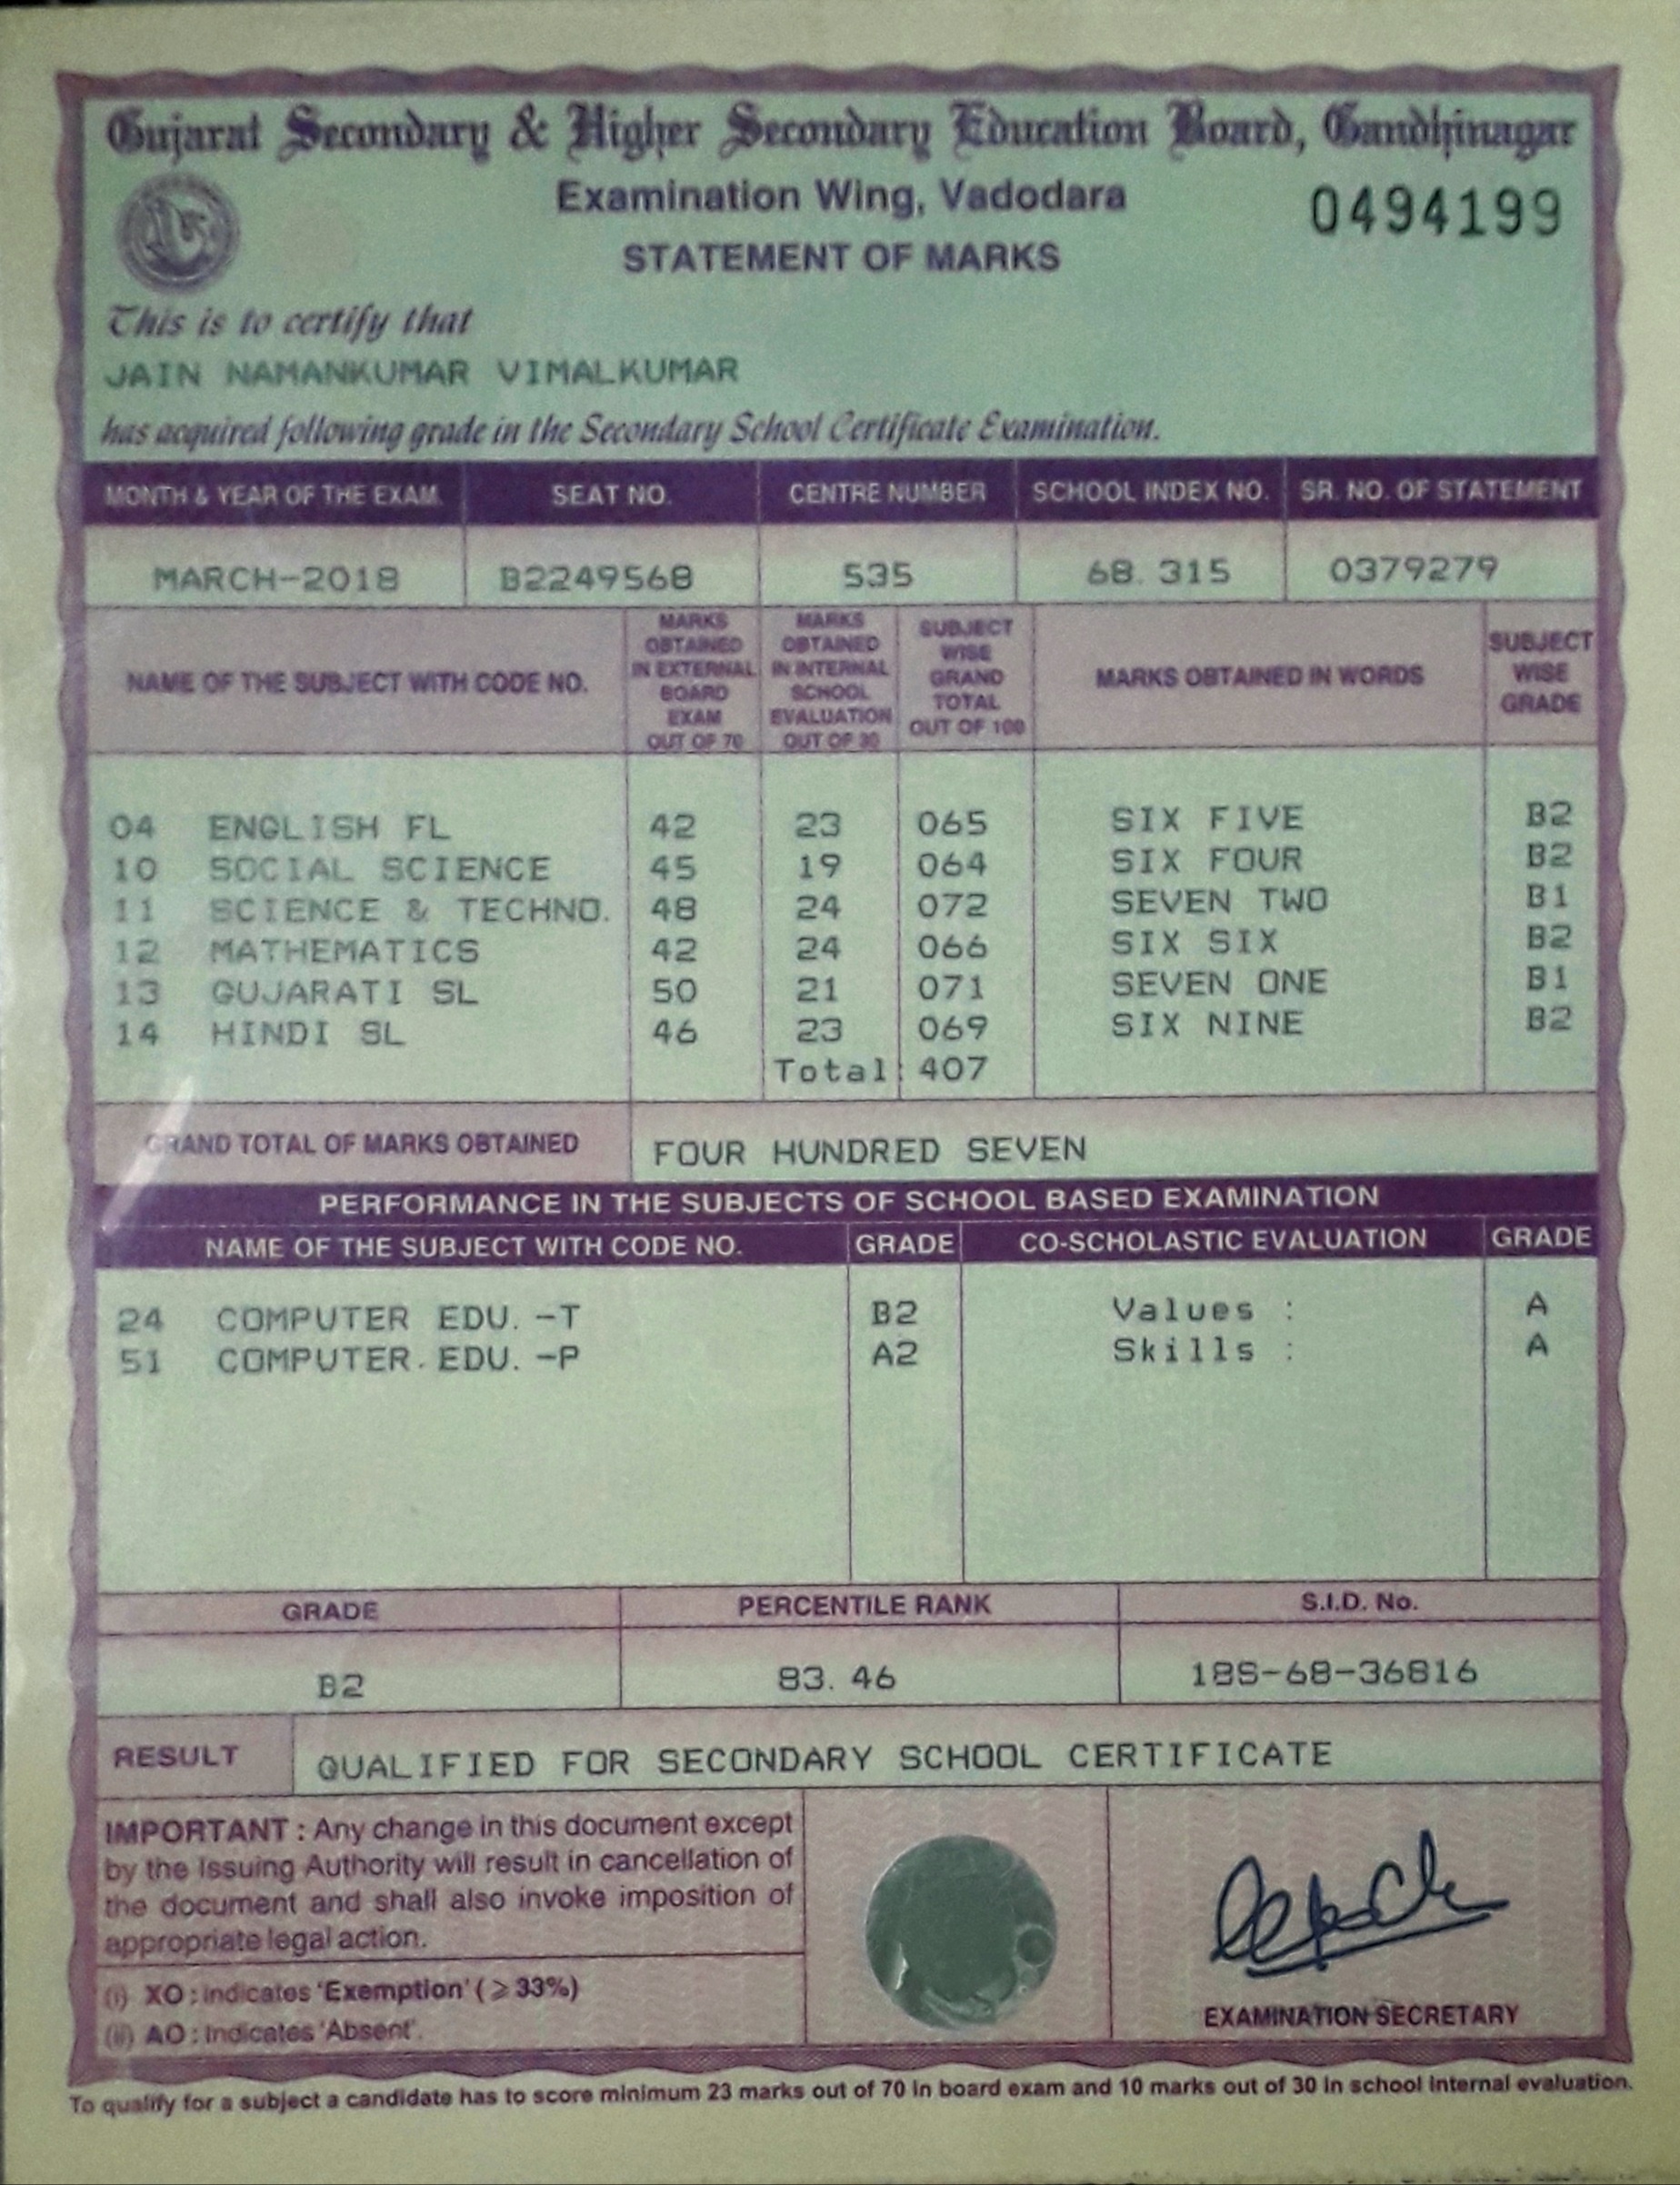 Gujarat Secondary & Higher Secondary Education Board, Gandhinagar
Examination Wing, Vadodara
0494199
STATEMENT OF MARKS
This is to certify that
JAIN NAMANKUMAR VIMALKUMAR
has acquired following grade in the Secondary School Certificate Examination.
MONTH & YEAR OF THE EXAM. SEAT NO. CENTRE NUMBER SCHOOL INDEX NO. SR. NO. OF STATEMENT
MARCH-2018 B2249568 535 68.315 0379279
NAME OF THE SUBJECT WITH CODE NO.
MARKS
OBTAINED
IN EXTERNAL
BOARD
EXAM
OUT OF 70
MARKS
OBTAINED
IN INTERNAL
SCHOOL
EVALUATION
OUT OF 30
SUBJECT
WISE
GRAND
TOTAL
OUT OF 100
MARKS OBTAINED IN WORDS
SUBJECT
WISE
GRADE
04 ENGLISH FL 42 23 065 SIX FIVE B2
10 SOCIAL SCIENCE 45 19 064 SIX FOUR B2
11 SCIENCE & TECHNO. 48 24 072 SEVEN TWO B1
12 MATHEMATICS 42 24 066 SIX SIX B2
13 GUJARATI SL 50 21 071 SEVEN ONE B1
14 HINDI SL 46 23 069 SIX NINE B2
Total 407
GRAND TOTAL OF MARKS OBTAINED FOUR HUNDRED SEVEN
PERFORMANCE IN THE SUBJECTS OF SCHOOL BASED EXAMINATION
NAME OF THE SUBJECT WITH CODE NO. GRADE CO-SCHOLASTIC EVALUATION GRADE
24 COMPUTER EDU. -T B2 Values : A
51 COMPUTER. EDU. -P A2 Skills : A
GRADE PERCENTILE RANK S.I.D. No.
B2 83.46 18S-68-36816
RESULT QUALIFIED FOR SECONDARY SCHOOL CERTIFICATE
IMPORTANT : Any change in this document except
by the Issuing Authority will result in cancellation of
the document and shall also invoke imposition of
appropriate legal action.
(i) XO : Indicates 'Exemption' ( ≥ 33%)
(ii) AO : Indicates 'Absent'.
EXAMINATION SECRETARY
To qualify for a subject a candidate has to score minimum 23 marks out of 70 in board exam and 10 marks out of 30 in school internal evaluation.